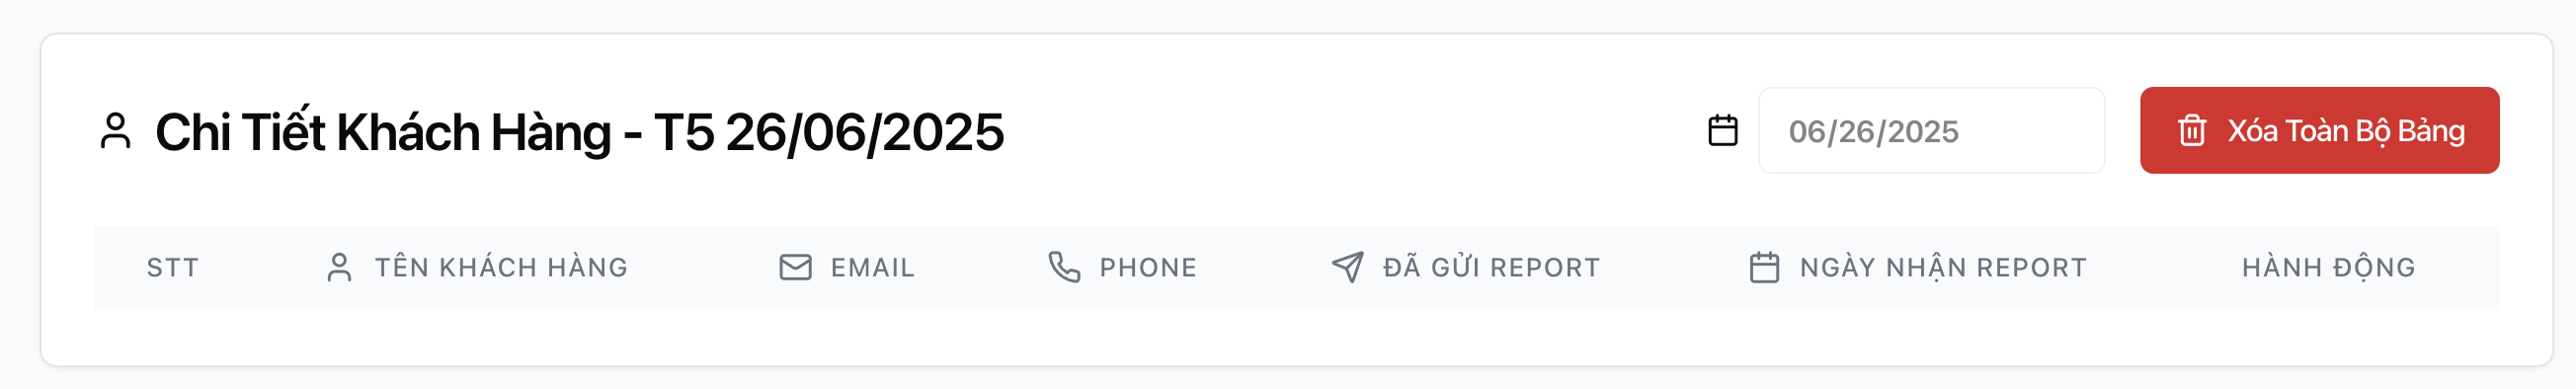 Chi Tiết Khách Hàng - T5 26/06/2025
06/26/2025
Xóa Toàn Bộ Bảng
STT TÊN KHÁCH HÀNG EMAIL PHONE ĐÃ GỬI REPORT NGÀY NHẬN REPORT HÀNH ĐỘNG